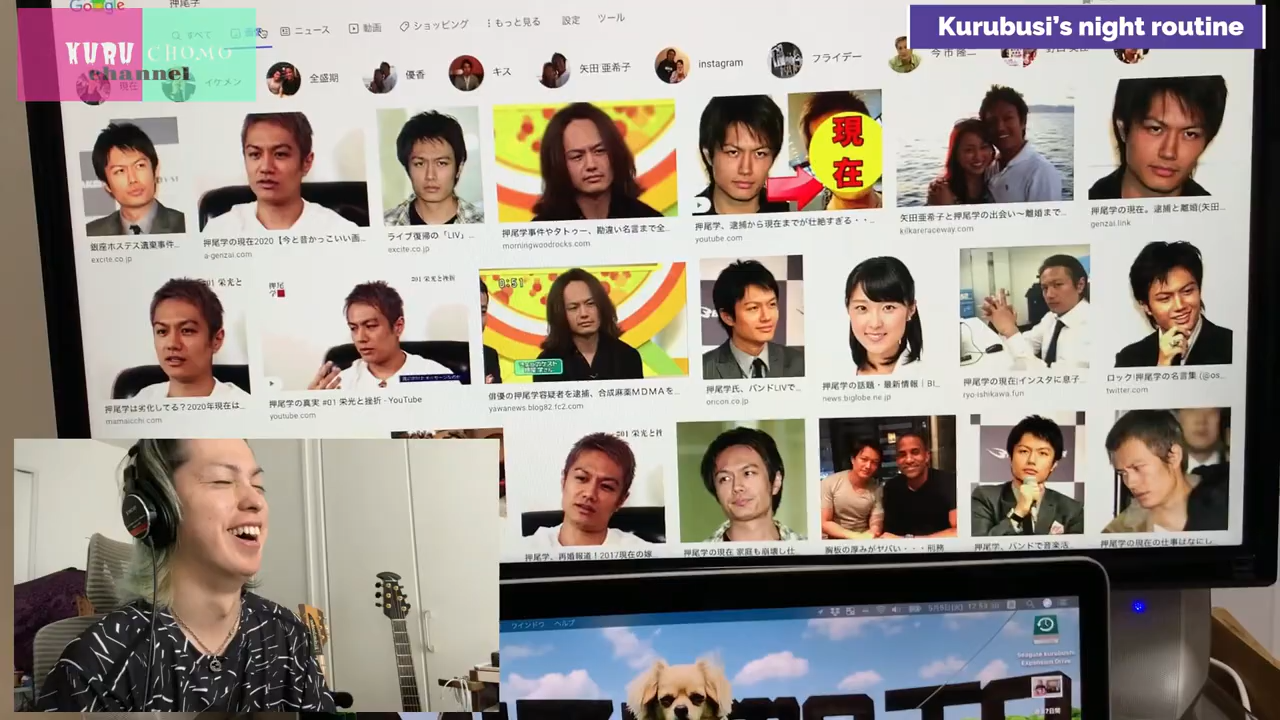 Google
押尾学
Kurubusi's night routine
すべて
画像
ニュース
動画
ショッピング
もっと見る
設定
ツール
KURU CHOMO
channel
現在
イケメン
全盛期
優香
キス
矢田 亜希子
instagram
フライデー
今市 隆二
現在
銀座ホステス遺棄事件...
excite.co.jp
押尾学の現在2020【今と昔かっこいい画...
a-genzai.com
ライブ復帰の「LIV」...
excite.co.jp
押尾学事件やタトゥー、勘違い名言まで全...
morningwoodrocks.com
押尾学、逮捕から現在までが壮絶すぎる・・...
youtube.com
矢田亜希子と押尾学の出会い〜離婚まで...
kilkareraceway.com
押尾学の現在。逮捕と離婚(矢田...
genzai.link
押尾学
#01 栄光と挫折
8:51
押尾学は劣化してる？2020年現在は...
mamaicchi.com
押尾学の真実 #01 栄光と挫折 - YouTube
youtube.com
俳優の押尾学容疑者を逮捕、合成麻薬MDMAを...
yawanews.blog82.fc2.com
押尾氏、バンドLIVで...
oricon.co.jp
押尾学の話題・最新情報｜BI...
news.biglobe.ne.jp
押尾学の現在|インスタに息子...
ryo-ishikawa.fun
ロック!押尾学の名言集 (@os...
twitter.com
押尾学、再婚報道！2017現在の嫁...
押尾学の現在 家庭も崩壊し仕...
胸板の厚みがヤバい・・・刑務
押尾学、バンドで音楽活...
押尾学の現在の仕事はなにし...
ウインドウ ヘルプ